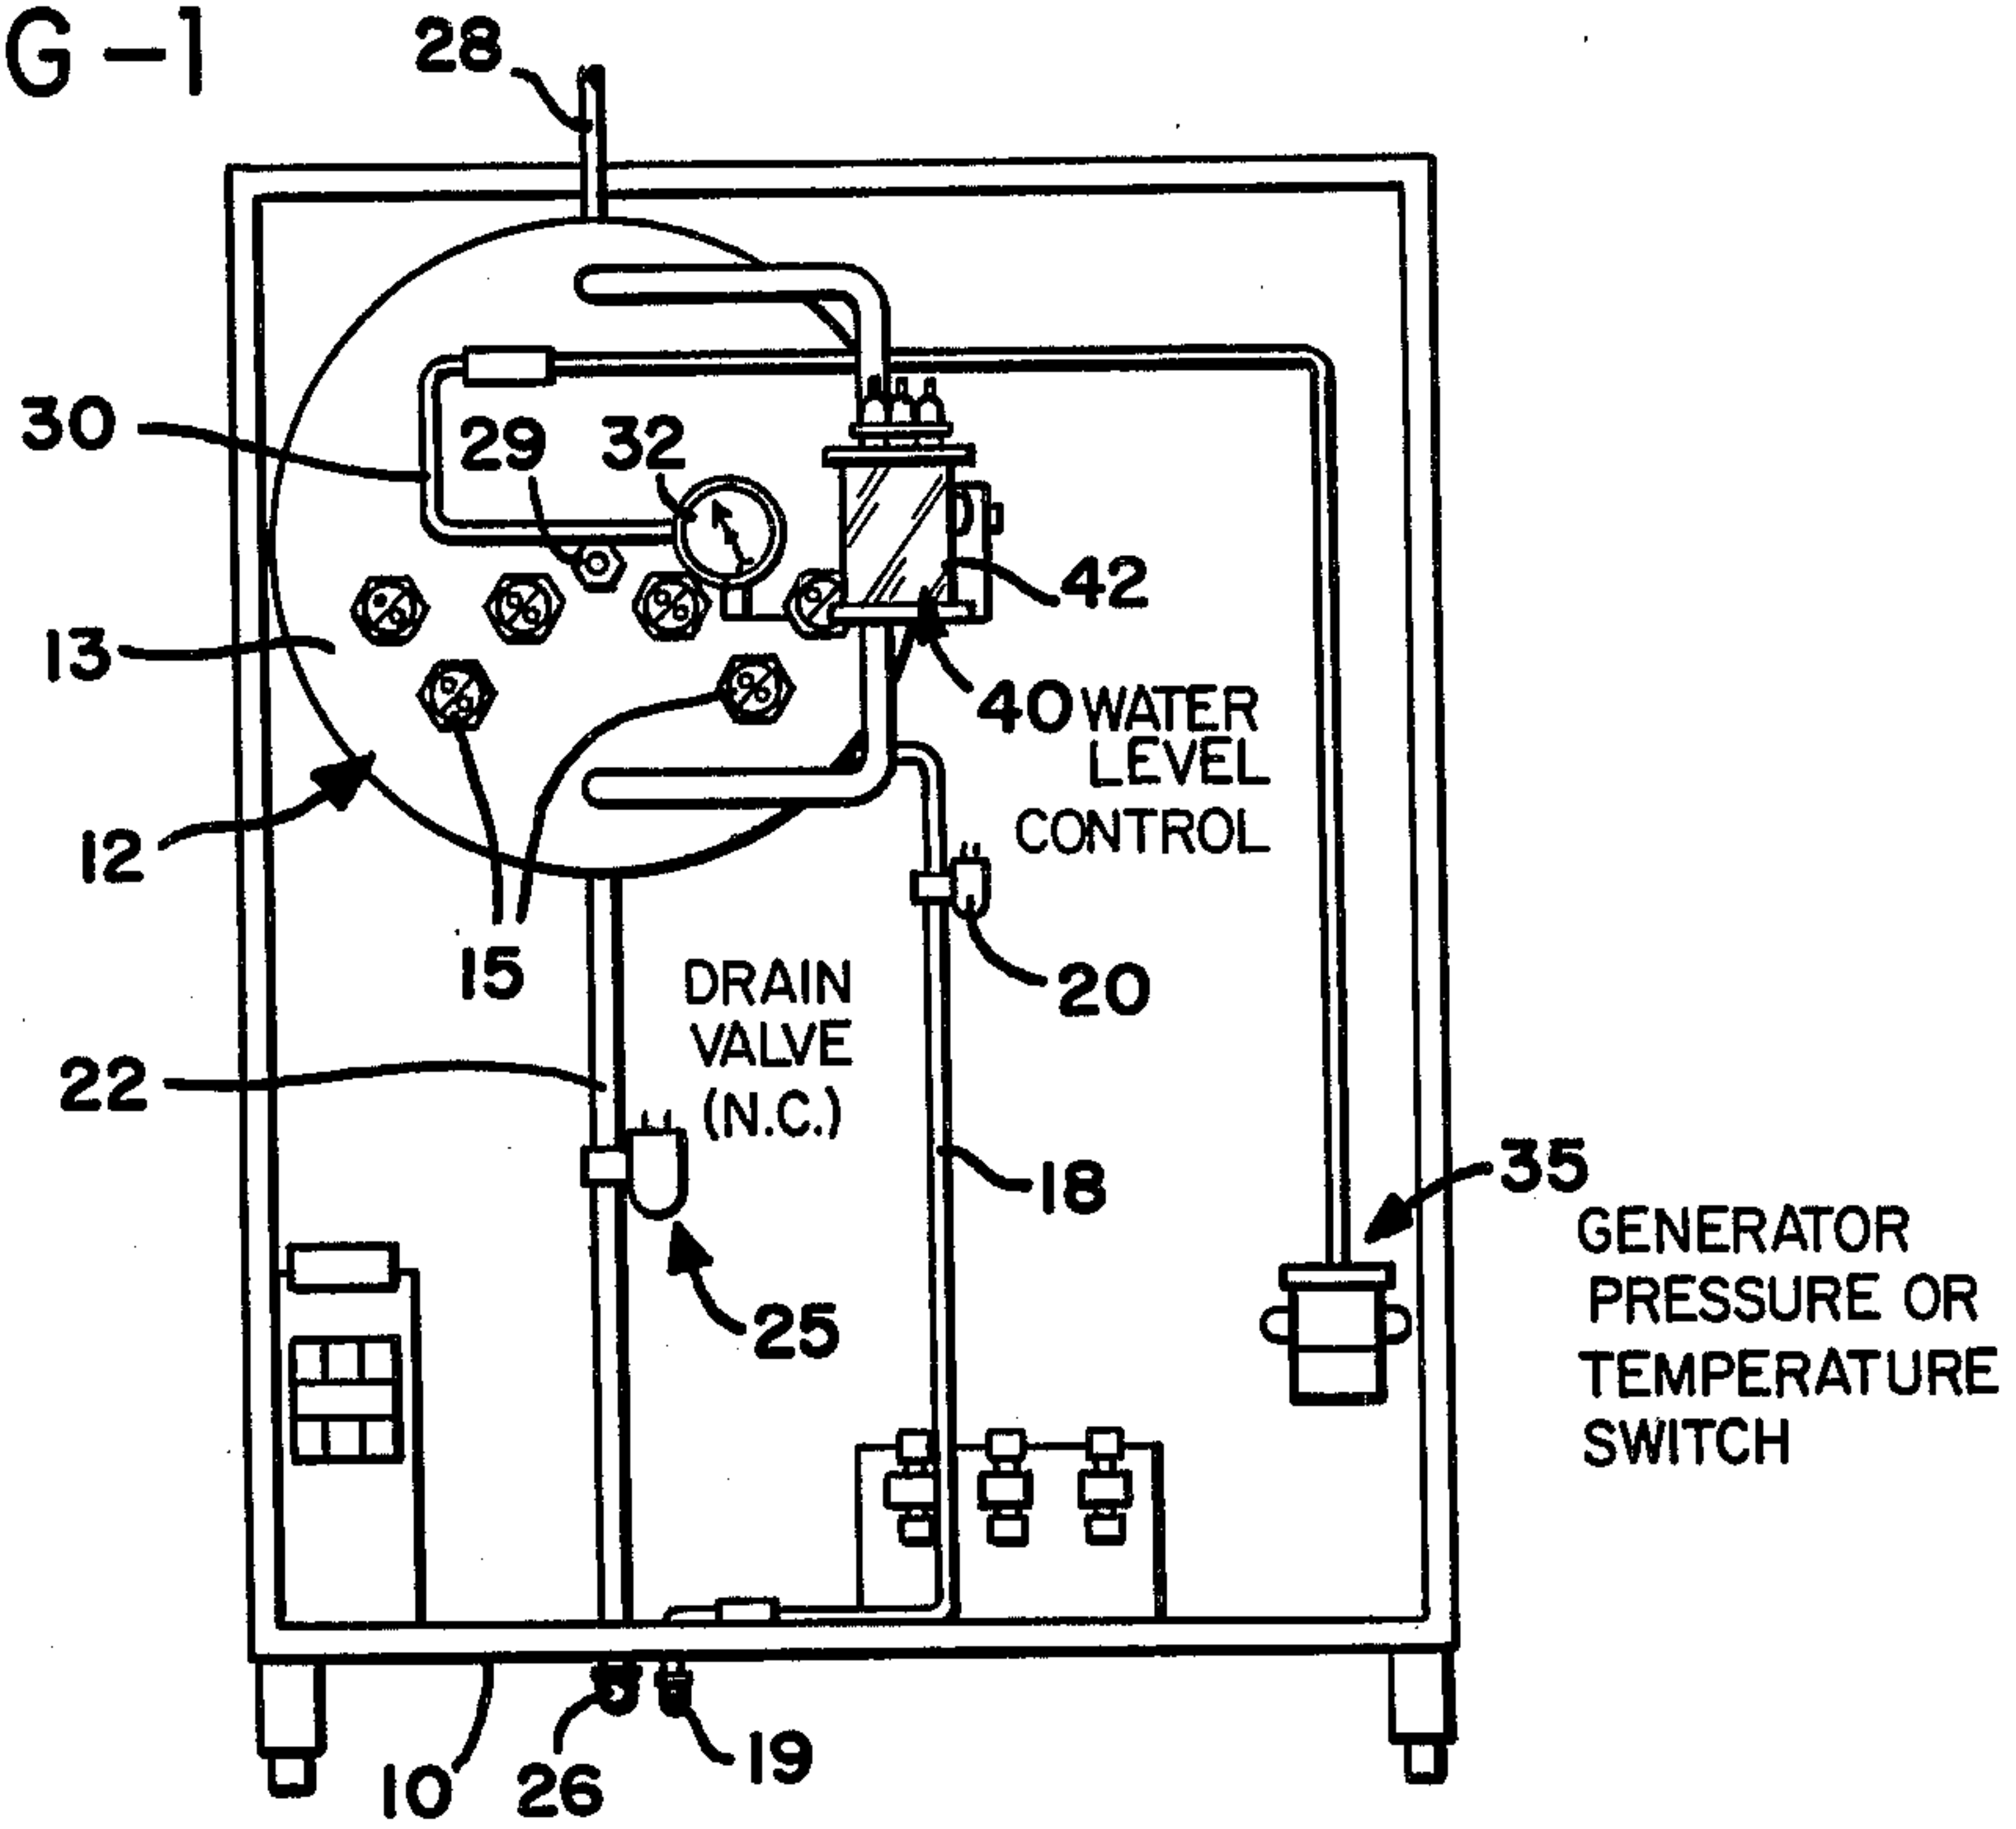 G-1
28
30
29
32
42
13
40 WATER
LEVEL
CONTROL
12
15
20
DRAIN
VALVE
(N.C.)
22
18
35
GENERATOR
PRESSURE OR
TEMPERATURE
SWITCH
25
10
26
19